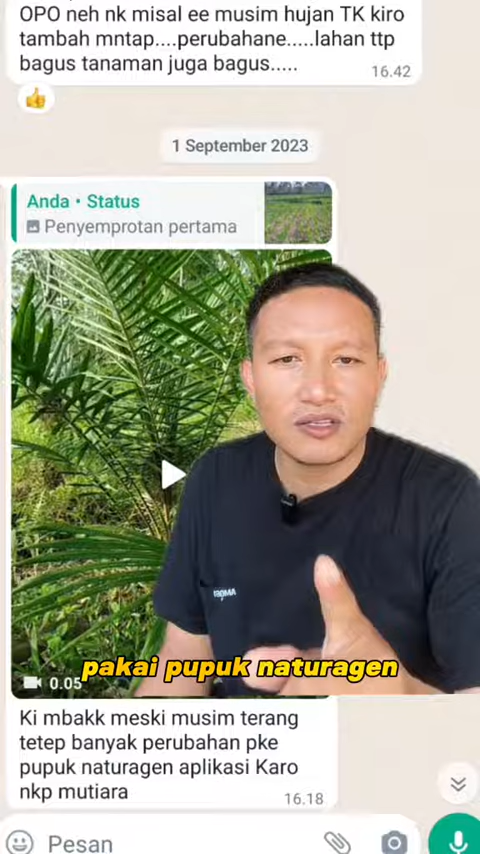 OPO neh nk misal ee musim hujan TK kiro
tambah mntap....perubahane.....lahan ttp
bagus tanaman juga bagus.....
16.42
1 September 2023
Anda • Status
Penyemprotan pertama
pakai pupuk naturagen
0.05
Ki mbakk meski musim terang
tetep banyak perubahan pke
pupuk naturagen aplikasi Karo
nkp mutiara
16.18
Pesan